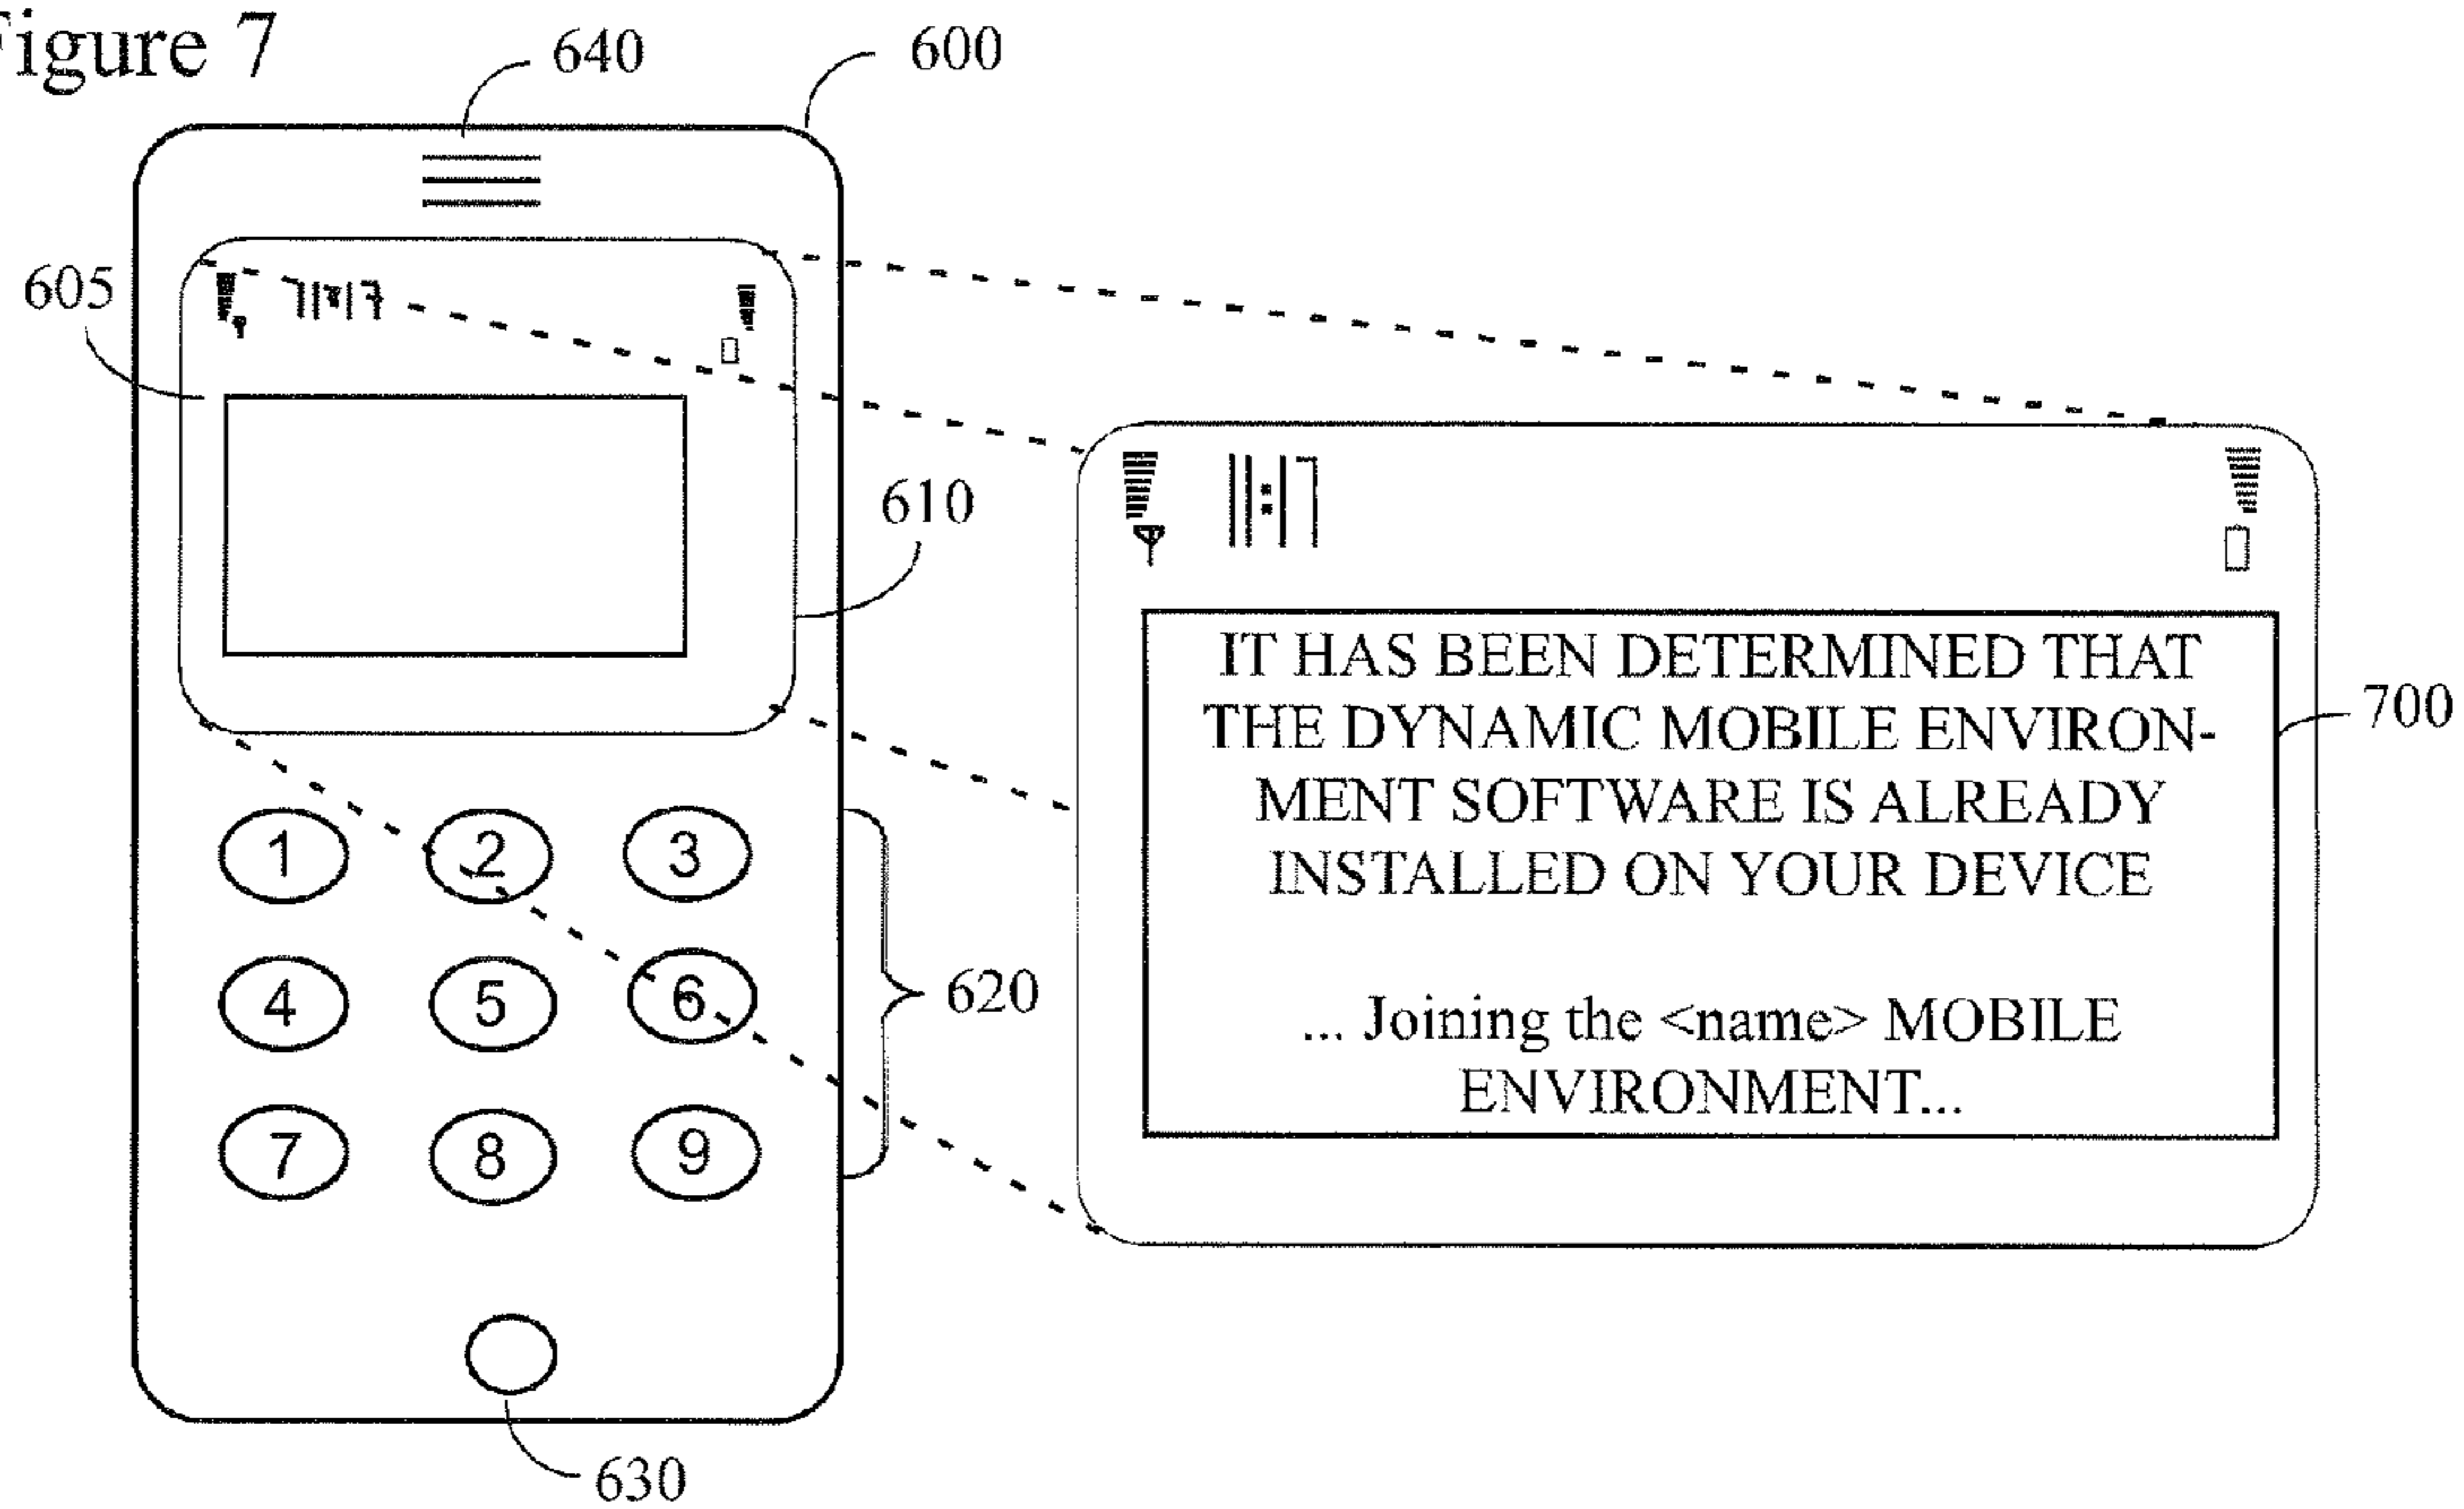 Figure 7
640
600
605
610
11:17
IT HAS BEEN DETERMINED THAT
THE DYNAMIC MOBILE ENVIRON-
MENT SOFTWARE IS ALREADY
INSTALLED ON YOUR DEVICE
... Joining the <name> MOBILE
ENVIRONMENT...
700
1 2 3
4 5 6
7 8 9
620
630